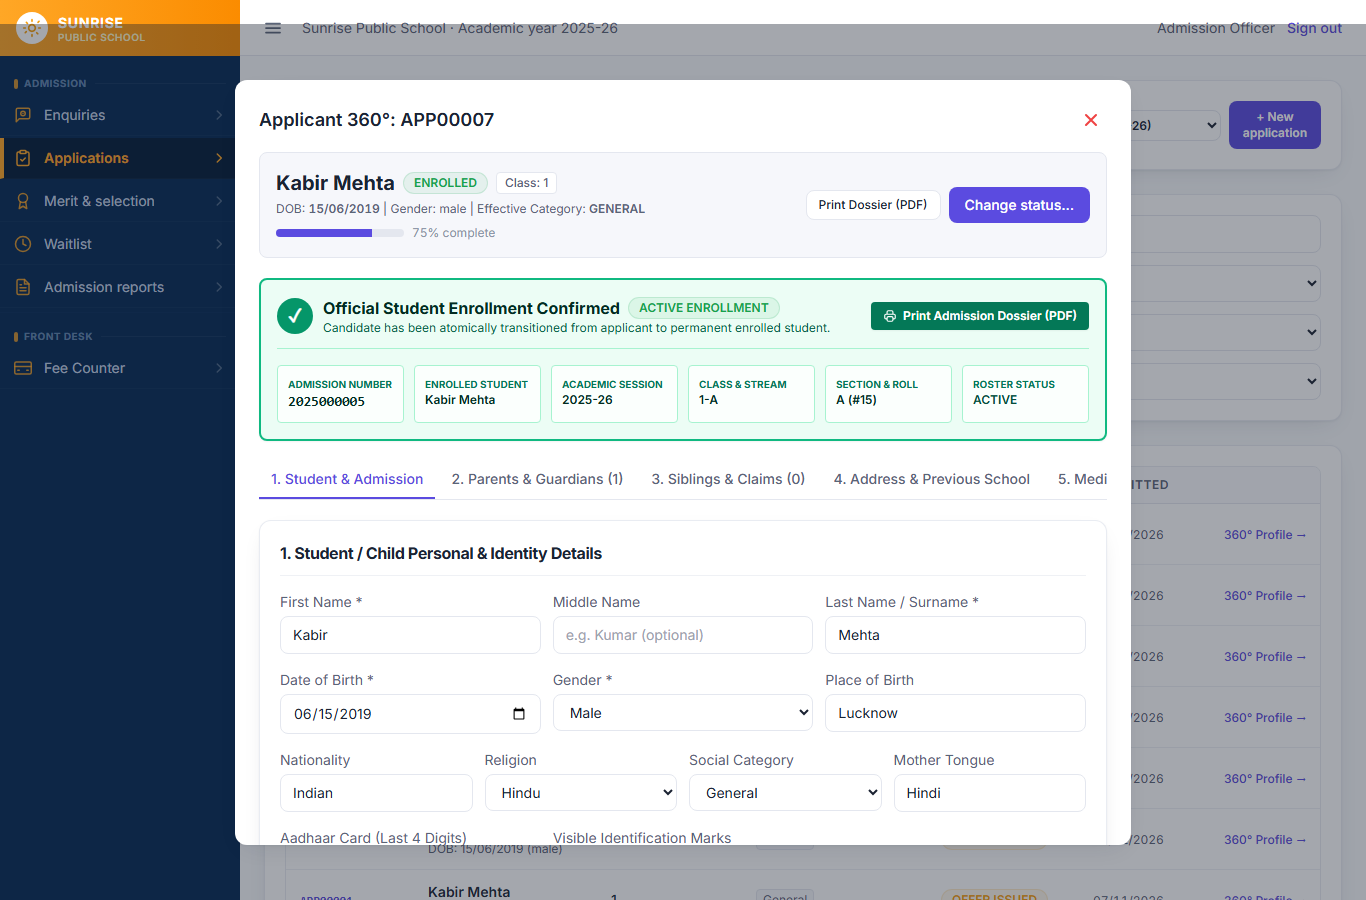 SUNRISE
PUBLIC SCHOOL
Sunrise Public School · Academic year 2025-26
Admission Officer
Sign out
ADMISSION
Enquiries
Applications
Merit & selection
Waitlist
Admission reports
FRONT DESK
Fee Counter
26)
+ New
application
Applicant 360°: APP00007
Kabir Mehta
ENROLLED
Class: 1
DOB: 15/06/2019 | Gender: male | Effective Category: GENERAL
75% complete
Print Dossier (PDF)
Change status...
Official Student Enrollment Confirmed
ACTIVE ENROLLMENT
Candidate has been atomically transitioned from applicant to permanent enrolled student.
Print Admission Dossier (PDF)
ADMISSION NUMBER
2025000005
ENROLLED STUDENT
Kabir Mehta
ACADEMIC SESSION
2025-26
CLASS & STREAM
1-A
SECTION & ROLL
A (#15)
ROSTER STATUS
ACTIVE
1. Student & Admission
2. Parents & Guardians (1)
3. Siblings & Claims (0)
4. Address & Previous School
5. Medi
1. Student / Child Personal & Identity Details
First Name *
Kabir
Middle Name
e.g. Kumar (optional)
Last Name / Surname *
Mehta
Date of Birth *
06/15/2019
Gender *
Male
Place of Birth
Lucknow
Nationality
Indian
Religion
Hindu
Social Category
General
Mother Tongue
Hindi
Aadhaar Card (Last 4 Digits)
Visible Identification Marks
ITTED
/2026
360° Profile →
/2026
360° Profile →
/2026
360° Profile →
/2026
360° Profile →
/2026
360° Profile →
/2026
360° Profile →
DOB: 15/06/2019 (male)
Kabir Mehta
1
General
OFFER ISSUED
07/11/2026
360° Profile →